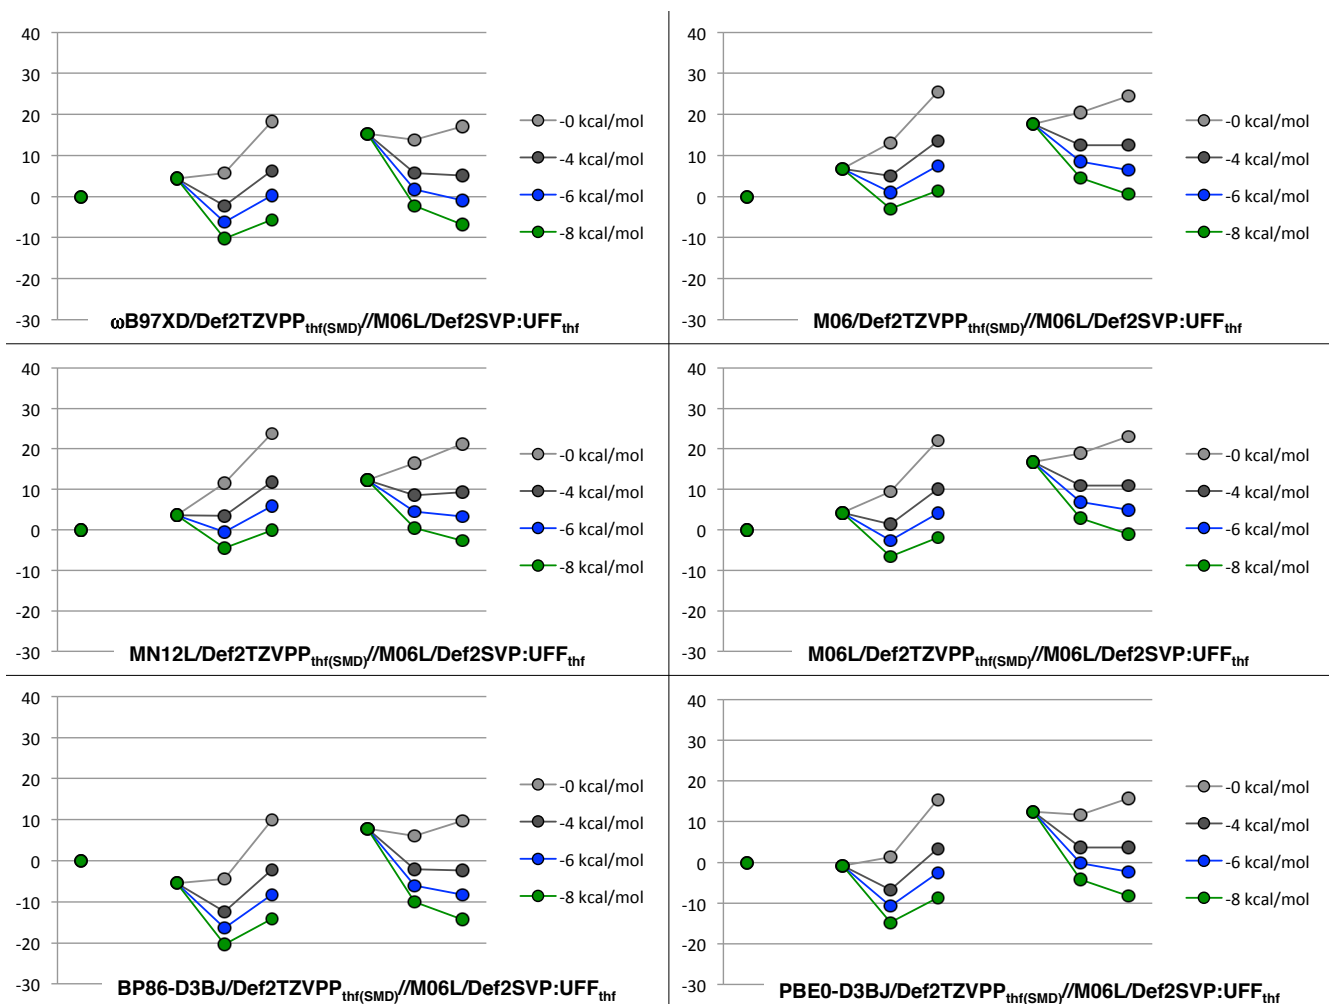 40
30
20
10
0
-10
-20
-30
-0 kcal/mol
-4 kcal/mol
-6 kcal/mol
-8 kcal/mol
ωB97XD/Def2TZVPPthf(SMD)//M06L/Def2SVP:UFFthf
40
30
20
10
0
-10
-20
-30
-0 kcal/mol
-4 kcal/mol
-6 kcal/mol
-8 kcal/mol
M06/Def2TZVPPthf(SMD)//M06L/Def2SVP:UFFthf
40
30
20
10
0
-10
-20
-30
-0 kcal/mol
-4 kcal/mol
-6 kcal/mol
-8 kcal/mol
MN12L/Def2TZVPPthf(SMD)//M06L/Def2SVP:UFFthf
40
30
20
10
0
-10
-20
-30
-0 kcal/mol
-4 kcal/mol
-6 kcal/mol
-8 kcal/mol
M06L/Def2TZVPPthf(SMD)//M06L/Def2SVP:UFFthf
40
30
20
10
0
-10
-20
-30
-0 kcal/mol
-4 kcal/mol
-6 kcal/mol
-8 kcal/mol
BP86-D3BJ/Def2TZVPPthf(SMD)//M06L/Def2SVP:UFFthf
40
30
20
10
0
-10
-20
-30
-0 kcal/mol
-4 kcal/mol
-6 kcal/mol
-8 kcal/mol
PBE0-D3BJ/Def2TZVPPthf(SMD)//M06L/Def2SVP:UFFthf